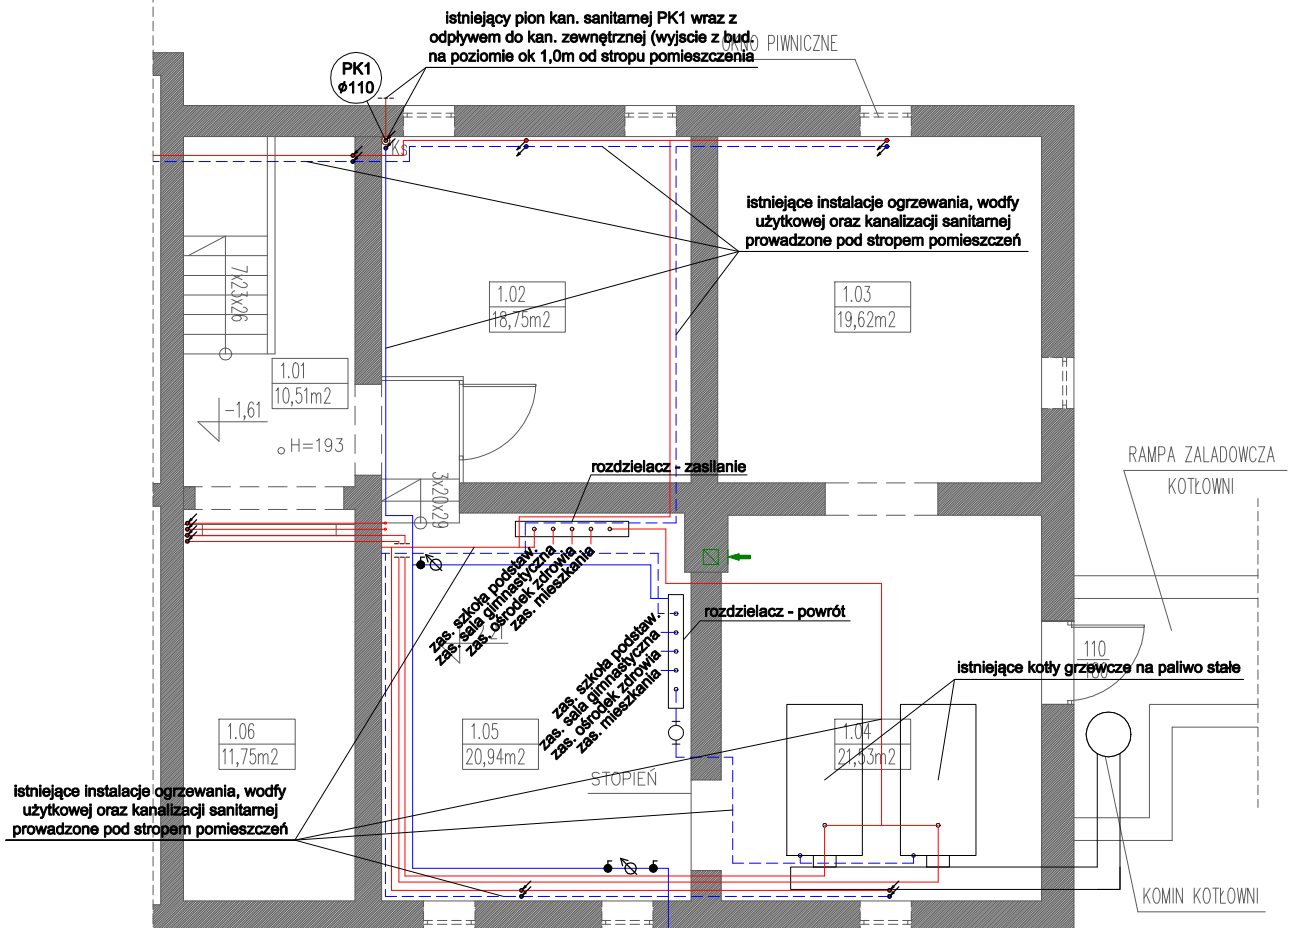 istniejący pion kan. sanitarnej PK1 wraz z
odpływem do kan. zewnętrznej (wyjscie z bud.
na poziomie ok 1,0m od stropu pomieszczenia
OKNO PIWNICZNE
PK1
φ110
Ks
istniejące instalacje ogrzewania, wodfy
użytkowej oraz kanalizacji sanitarnej
prowadzone pod stropem pomieszczeń
7x23x26
1.02
18,75m2
1.03
19,62m2
1.01
10,51m2
-1,61
H=193
3x20x29
RAMPA ZALADOWCZA
KOTŁOWNI
rozdzielacz - zasilanie
zas. szkoła podstaw.
zas. sala gimnastyczna
zas. ośrodek zdrowia
zas. mieszkania
rozdzielacz - powrót
zas. szkoła podstaw.
zas. sala gimnastyczna
zas. ośrodek zdrowia
zas. mieszkania
110
istniejące kotły grzewcze na paliwo stałe
1.06
11,75m2
1.05
20,94m2
1.04
21,53m2
STOPIEŃ
istniejące instalacje ogrzewania, wodfy
użytkowej oraz kanalizacji sanitarnej
prowadzone pod stropem pomieszczeń
KOMIN KOTŁOWNI